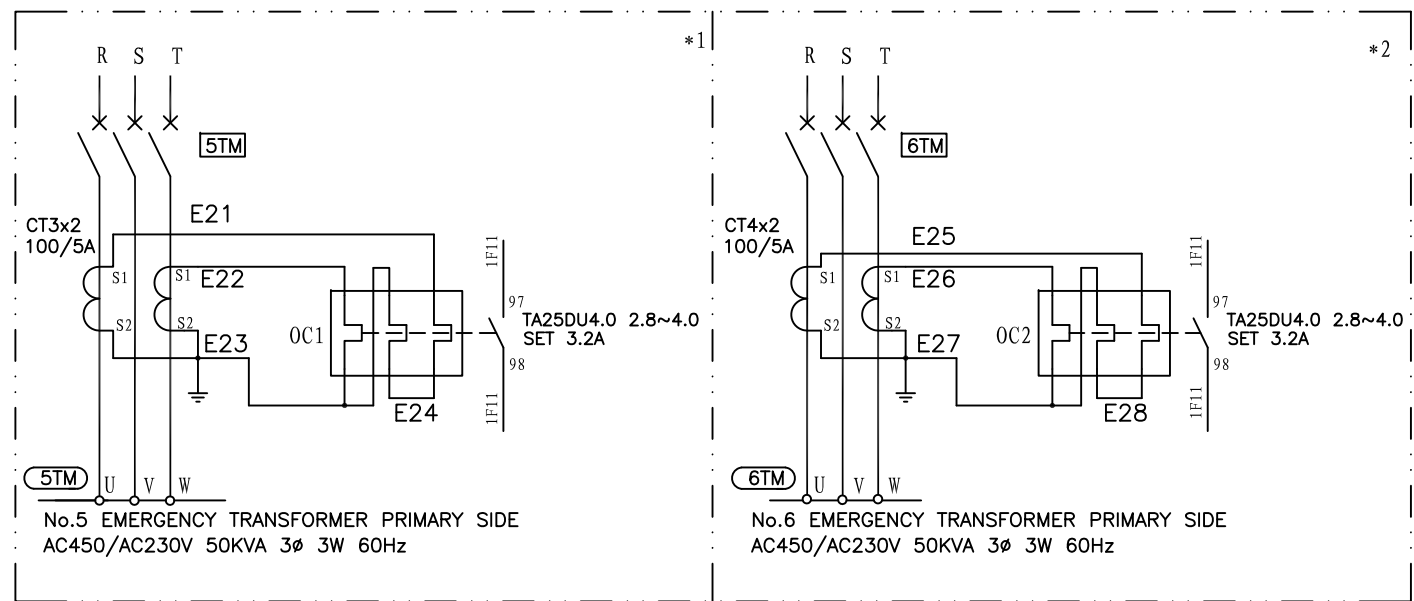 *1
R S T
5TM
E21
CT3x2
100/5A
S1
S1
E22
1F11
97
S2
S2
OC1
TA25DU4.0 2.8~4.0
SET 3.2A
E23
98
1F11
E24
5TM
U V W
No.5 EMERGENCY TRANSFORMER PRIMARY SIDE
AC450/AC230V 50KVA 3ø 3W 60Hz
*2
R S T
6TM
CT4x2
100/5A
E25
S1
S1
E26
1F11
97
S2
S2
OC2
TA25DU4.0 2.8~4.0
SET 3.2A
E27
98
1F11
E28
6TM
U V W
No.6 EMERGENCY TRANSFORMER PRIMARY SIDE
AC450/AC230V 50KVA 3ø 3W 60Hz